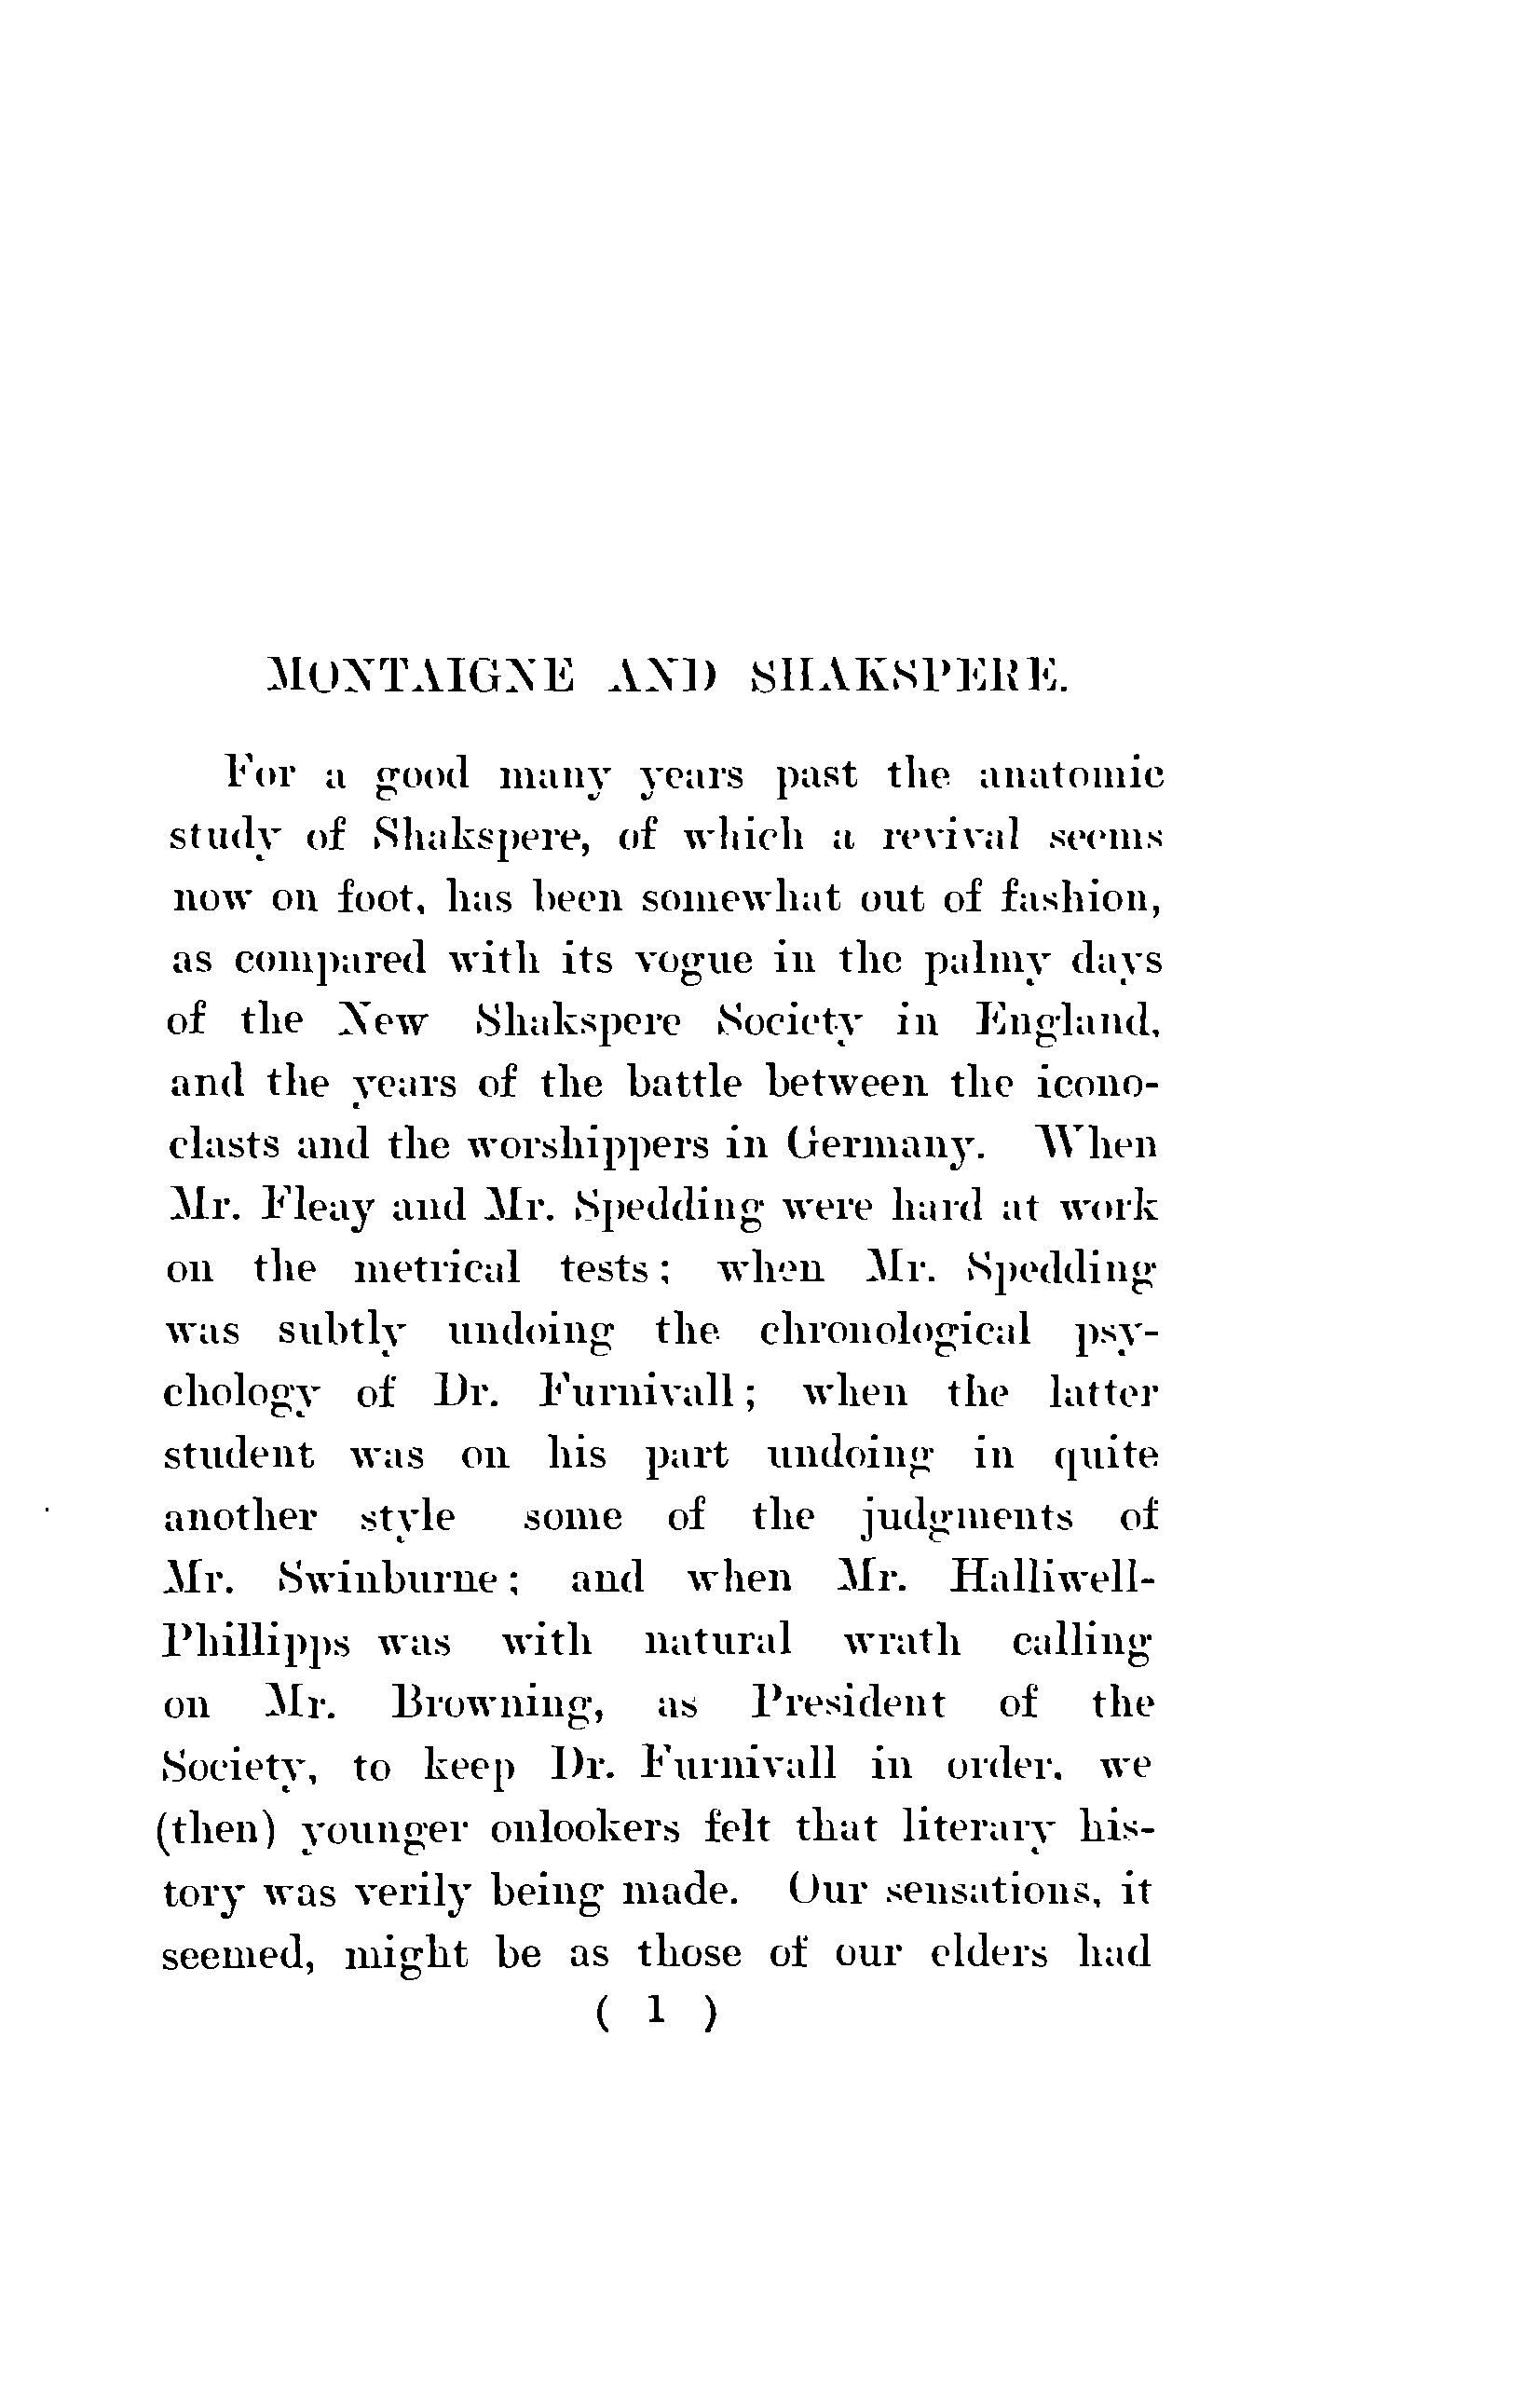 MONTAIGNE AND SHAKSPERE.
For a good many years past the anatomic
study of Shakspere, of which a revival seems
now on foot, has been somewhat out of fashion,
as compared with its vogue in the palmy days
of the New Shakspere Society in England,
and the years of the battle between the icono-
clasts and the worshippers in Germany. When
Mr. Fleay and Mr. Spedding were hard at work
on the metrical tests; when Mr. Spedding
was subtly undoing the chronological psy-
chology of Dr. Furnivall; when the latter
student was on his part undoing in quite
another style some of the judgments of
Mr. Swinburne; and when Mr. Halliwell-
Phillipps was with natural wrath calling
on Mr. Browning, as President of the
Society, to keep Dr. Furnivall in order, we
(then) younger onlookers felt that literary his-
tory was verily being made. Our sensations, it
seemed, might be as those of our elders had
( 1 )